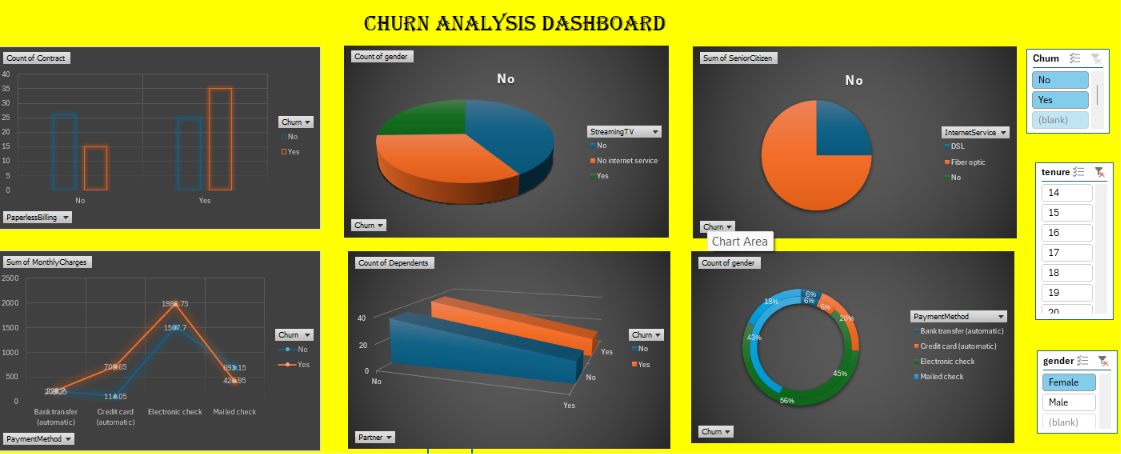 CHURN ANALYSIS DASHBOARD
Count of Contract
40
35
30
25
20
15
10
5
0
No
Yes
Churn
No
Yes
PaperlessBilling
Count of gender
No
StreamingTV
No
No internet service
Yes
Churn
Sum of SeniorCitizen
No
InternetService
DSL
Fiber optic
No
Churn
Chart Area
Churn
No
Yes
(blank)
tenure
14
15
16
17
18
19
20
Sum of MonthlyCharges
2500
2000
1500
1000
500
0
1507.7
114.05
Bank transfer
(automatic)
Credit card
(automatic)
Electronic check
Mailed check
Churn
No
Yes
PaymentMethod
Count of Dependents
40
20
0
No
Yes
Yes
No
Churn
No
Yes
Partner
Count of gender
18%
6%
6%
6%
20%
43%
45%
56%
PaymentMethod
Bank transfer (automatic)
Credit card (automatic)
Electronic check
Mailed check
Churn
gender
Female
Male
(blank)